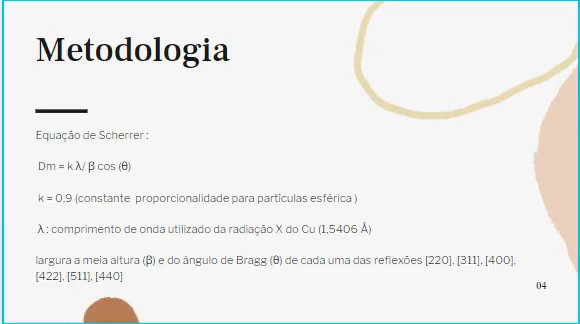 Metodologia
Equação de Scherrer :
Dm = k λ/ β cos (θ)
k = 0,9 (constante proporcionalidade para partículas esférica )
λ : comprimento de onda utilizado da radiação X do Cu (1,5406 Å)
largura a meia altura (β) e do ângulo de Bragg (θ) de cada uma das reflexões [220], [311], [400],
[422], [511], [440]
04